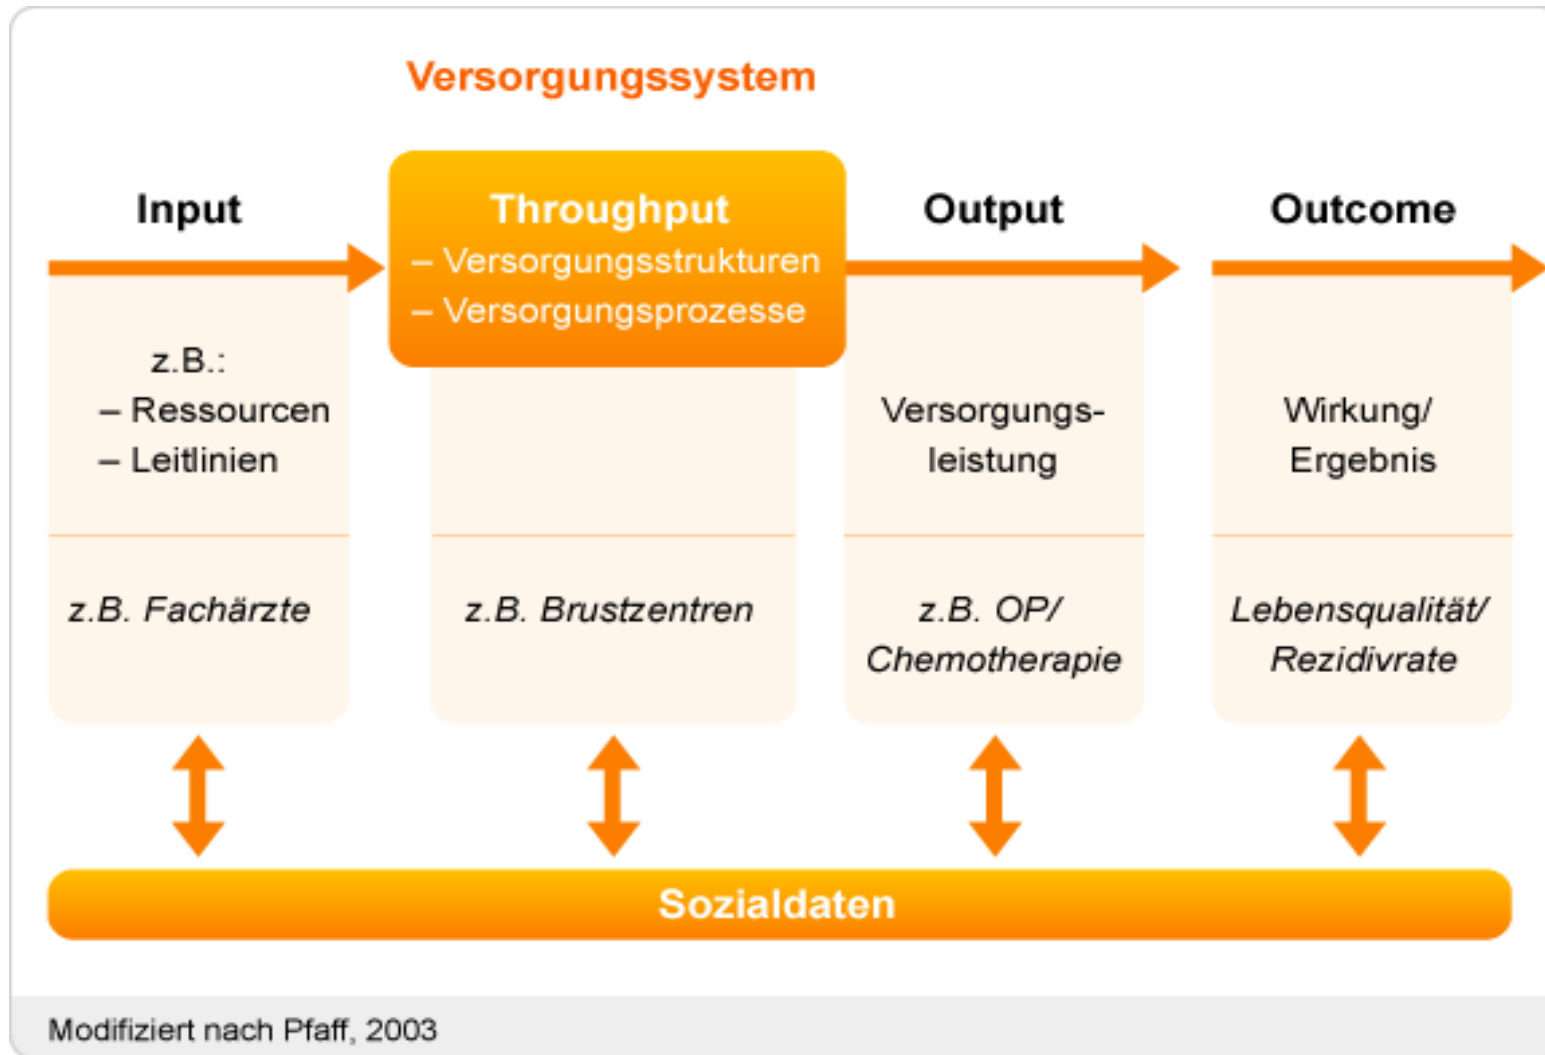 Versorgungssystem
Input
Throughput
– Versorgungsstrukturen
– Versorgungsprozesse
Output
Outcome
z.B.:
– Ressourcen
– Leitlinien
Versorgungs-
leistung
Wirkung/
Ergebnis
z.B. Fachärzte
z.B. Brustzentren
z.B. OP/
Chemotherapie
Lebensqualität/
Rezidivrate
Sozialdaten
Modifiziert nach Pfaff, 2003